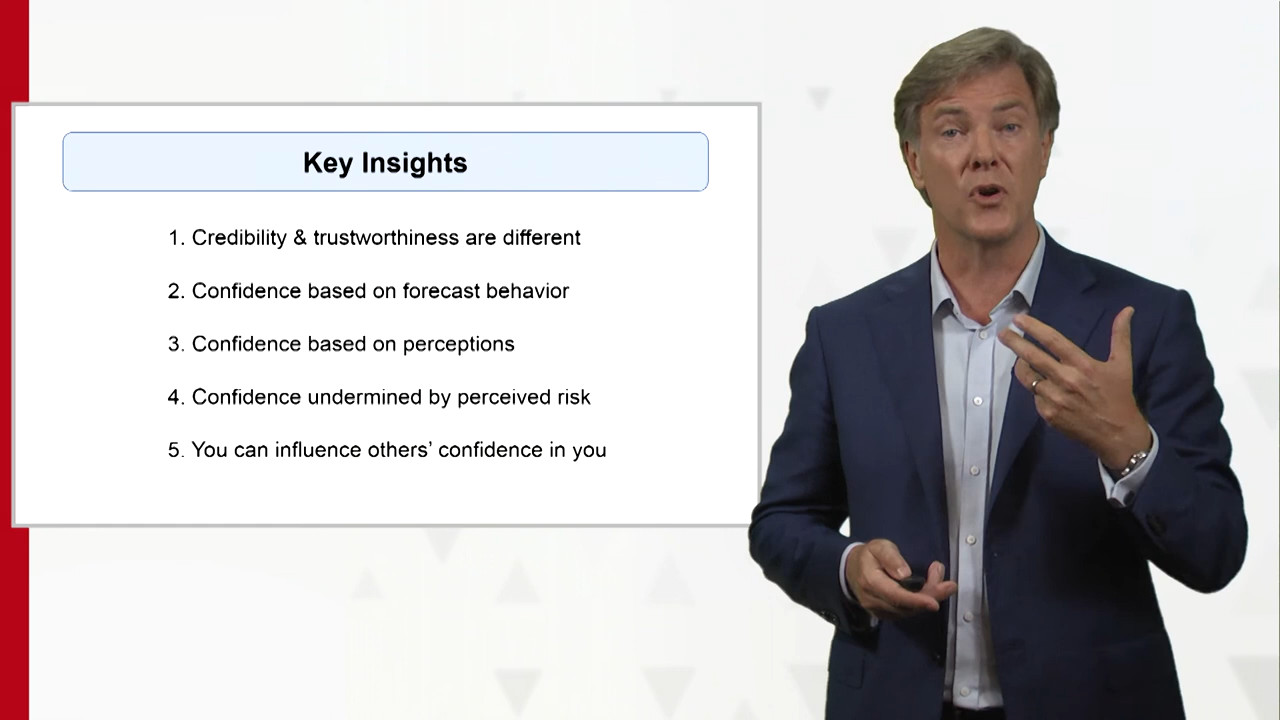 Key Insights
1. Credibility & trustworthiness are different
2. Confidence based on forecast behavior
3. Confidence based on perceptions
4. Confidence undermined by perceived risk
5. You can influence others’ confidence in you